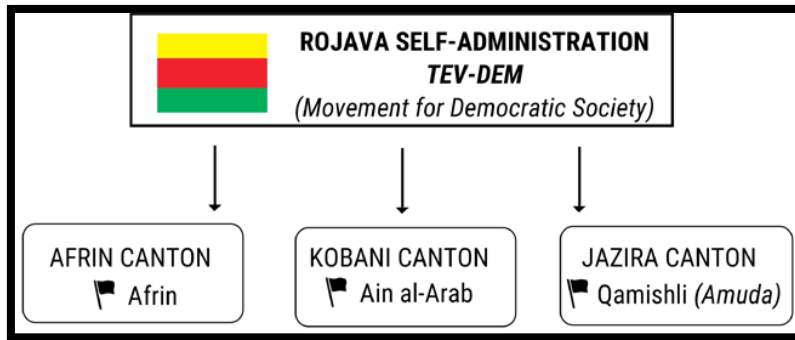 ROJAVA SELF-ADMINISTRATION
TEV-DEM
(Movement for Democratic Society)
AFRIN CANTON
Afrin
KOBANI CANTON
Ain al-Arab
JAZIRA CANTON
Qamishli (Amuda)